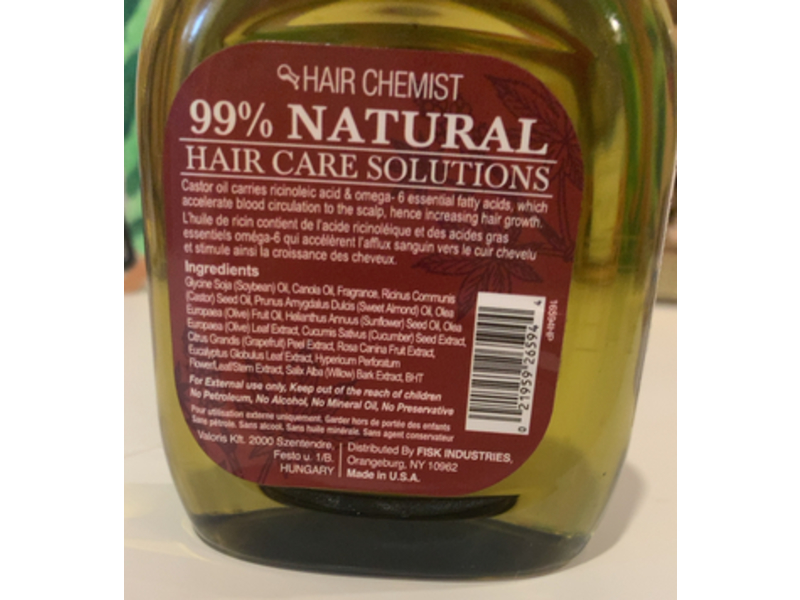 HAIR CHEMIST
99% NATURAL
HAIR CARE SOLUTIONS
Castor oil carries ricinoleic acid & omega- 6 essential fatty acids, which
accelerate blood circulation to the scalp, hence increasing hair growth.
L'huile de ricin contient de l'acide ricinoléique et des acides gras
essentiels oméga-6 qui accélèrent l'afflux sanguin vers le cuir chevelu
et stimule ainsi la croissance des cheveux.
Ingredients
Glycine Soja (Soybean) Oil, Canola Oil, Fragrance, Ricinus Communis
(Castor) Seed Oil, Prunus Amygdalus Dulcis (Sweet Almond) Oil, Olea
Europaea (Olive) Fruit Oil, Helianthus Annuus (Sunflower) Seed Oil, Olea
Europaea (Olive) Leaf Extract, Cucumis Sativus (Cucumber) Seed Extract,
Citrus Grandis (Grapefruit) Peel Extract, Rosa Canina Fruit Extract,
Eucalyptus Globulus Leaf Extract, Hypericum Perforatum
Flower/Leaf/Stem Extract, Salix Alba (Willow) Bark Extract, BHT
For External use only, Keep out of the reach of children
No Petroleum, No Alcohol, No Mineral Oil, No Preservative
Pour utilisation externe uniquement. Garder hors de portée des enfants
Sans pétrole. Sans alcool. Sans huile minérale. Sans agent conservateur
Valoris Kft. 2000 Szentendre,
Festo u. 1/B.
HUNGARY
Distributed By FISK INDUSTRIES,
Orangeburg, NY 10962
Made in U.S.A.
0 21959 26594 4
16594HP